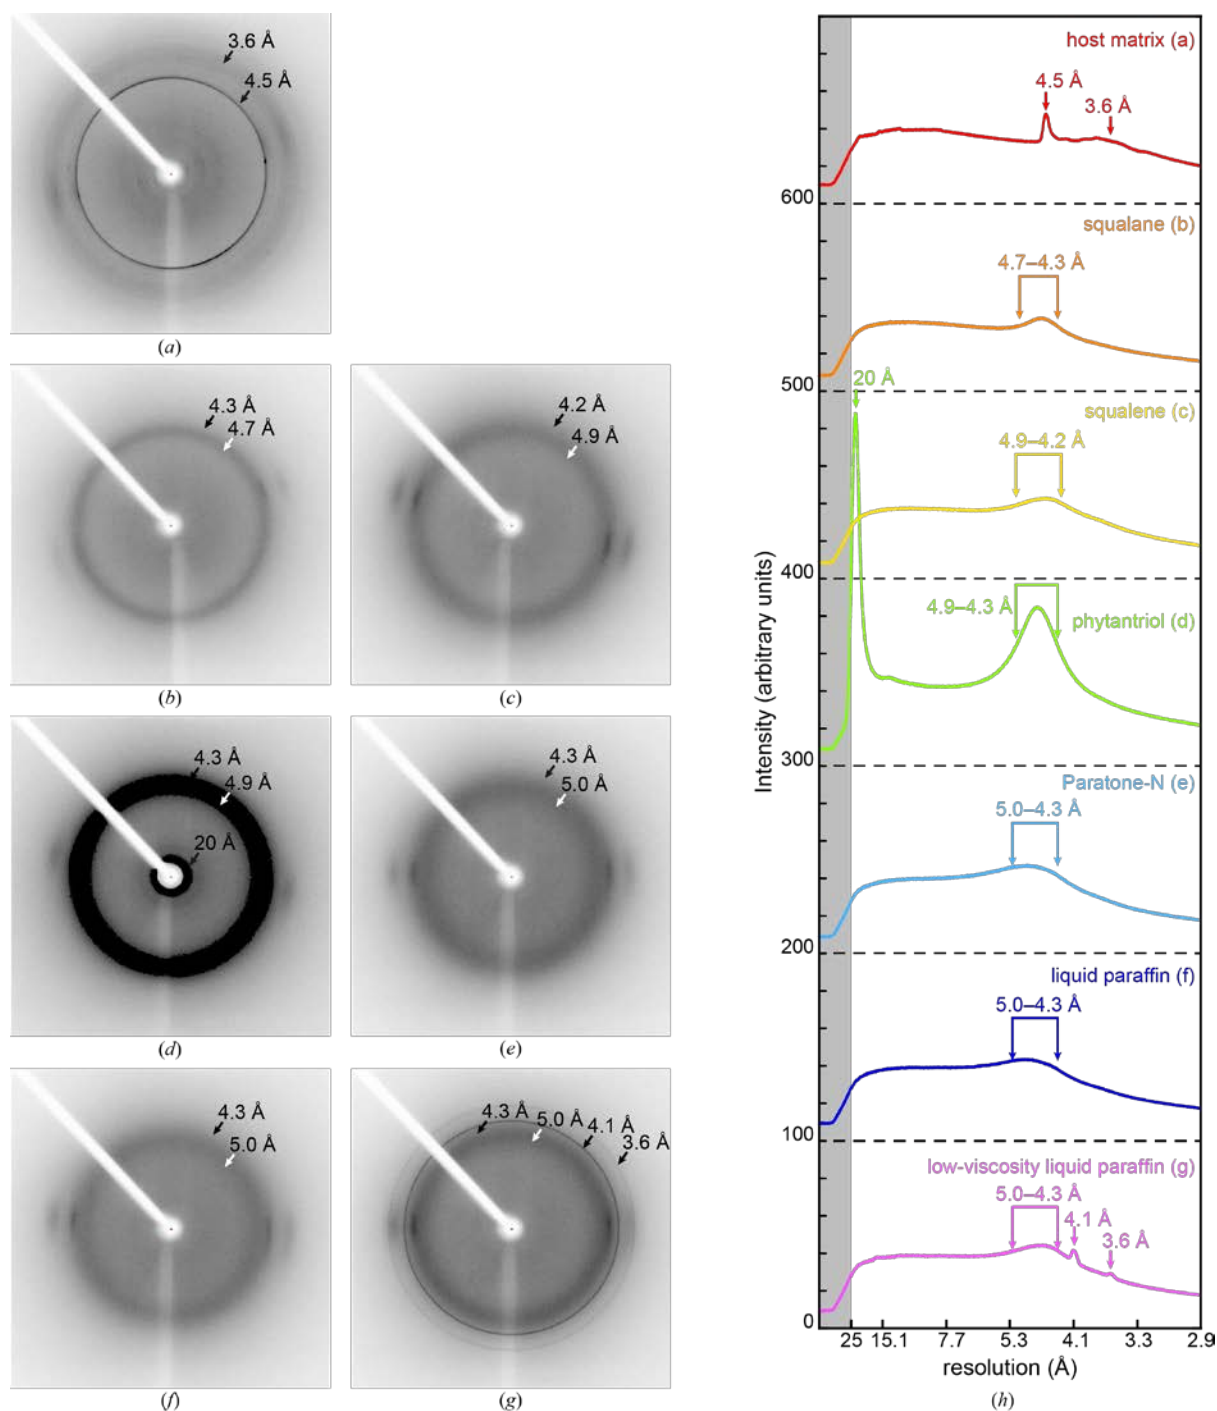 3.6 Å
4.5 Å
(a)
4.3 Å
4.7 Å
(b)
4.2 Å
4.9 Å
(c)
4.3 Å
4.9 Å
20 Å
(d)
4.3 Å
5.0 Å
(e)
4.3 Å
5.0 Å
(f)
4.3 Å
5.0 Å
4.1 Å
3.6 Å
(g)
host matrix (a)
4.5 Å
3.6 Å
600
squalane (b)
4.7–4.3 Å
500
20 Å
squalene (c)
4.9–4.2 Å
400
4.9–4.3 Å
phytantriol (d)
300
Paratone-N (e)
5.0–4.3 Å
200
liquid paraffin (f)
5.0–4.3 Å
100
low-viscosity liquid paraffin (g)
5.0–4.3 Å
4.1 Å
3.6 Å
0
Intensity (arbitrary units)
25 15.1 7.7 5.3 4.1 3.3 2.9
resolution (Å)
(h)